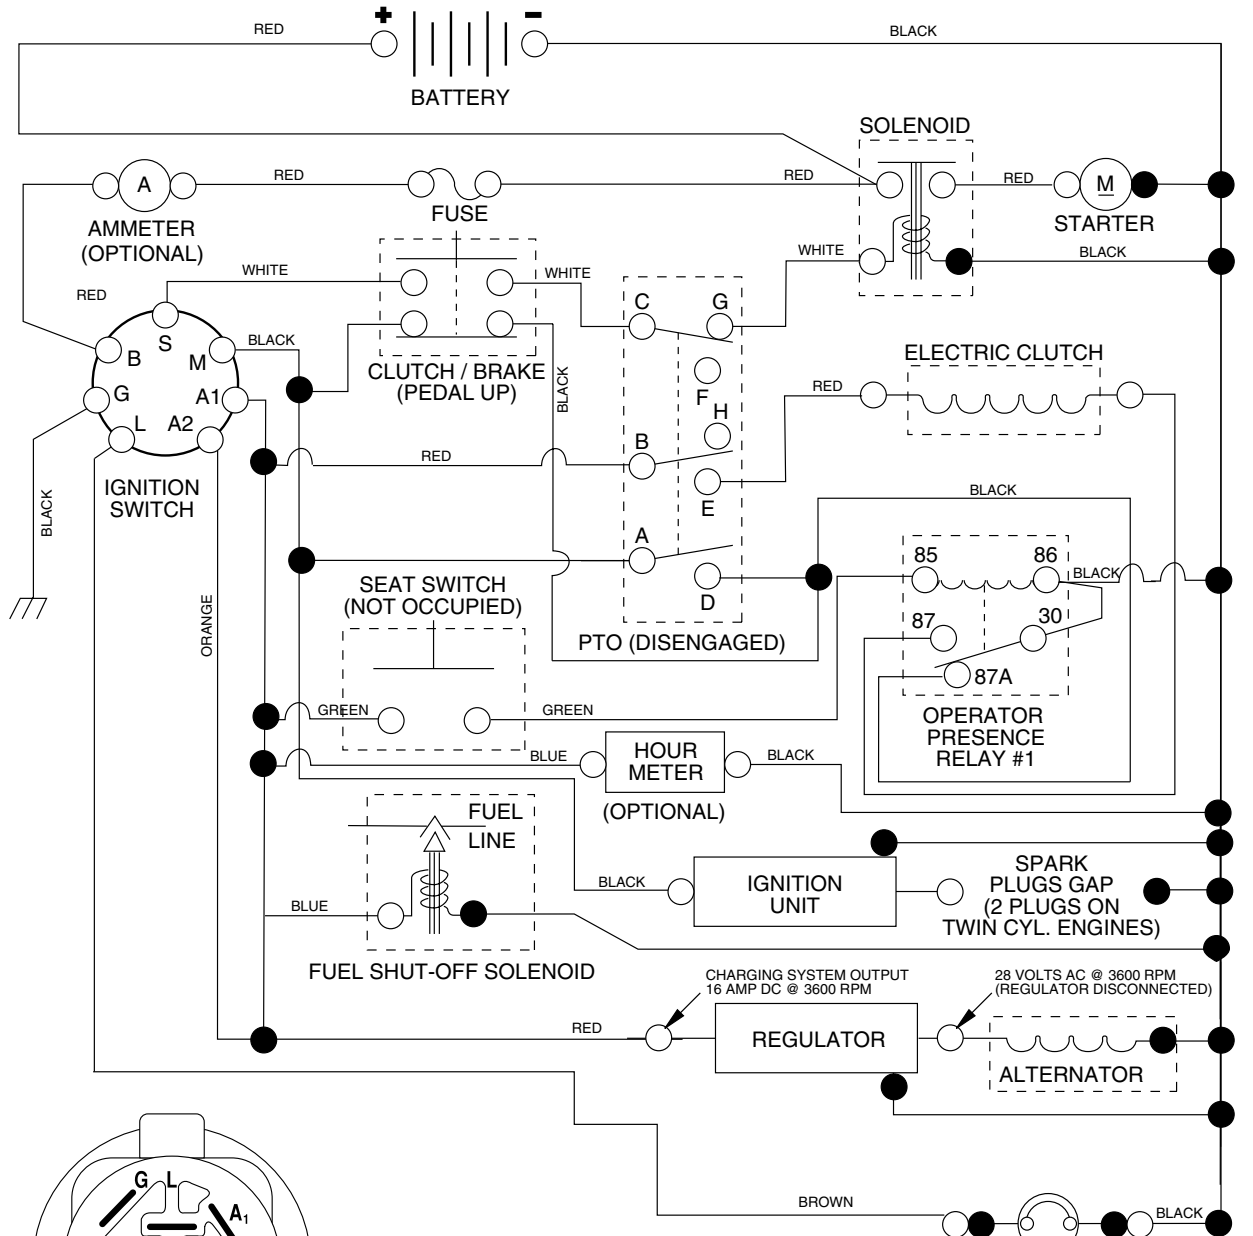 + −
RED
BLACK
BATTERY
SOLENOID
A
RED
RED
RED
M
AMMETER
(OPTIONAL)
FUSE
STARTER
WHITE
WHITE
WHITE
BLACK
RED
C G
S
B
M
BLACK
G
A1
L A2
CLUTCH / BRAKE
(PEDAL UP)
BLACK
F
H
ELECTRIC CLUTCH
RED
B
RED
E
IGNITION
SWITCH
BLACK
BLACK
A
D
SEAT SWITCH
(NOT OCCUPIED)
ORANGE
85 86
BLACK
87 30
87A
PTO (DISENGAGED)
GREEN
GREEN
OPERATOR
PRESENCE
RELAY #1
BLUE
HOUR
METER
BLACK
(OPTIONAL)
FUEL
LINE
BLUE
BLACK
IGNITION
UNIT
SPARK
PLUGS GAP
(2 PLUGS ON
TWIN CYL. ENGINES)
FUEL SHUT-OFF SOLENOID
CHARGING SYSTEM OUTPUT
16 AMP DC @ 3600 RPM
28 VOLTS AC @ 3600 RPM
(REGULATOR DISCONNECTED)
RED
REGULATOR
ALTERNATOR
G L
A1
BROWN
BLACK